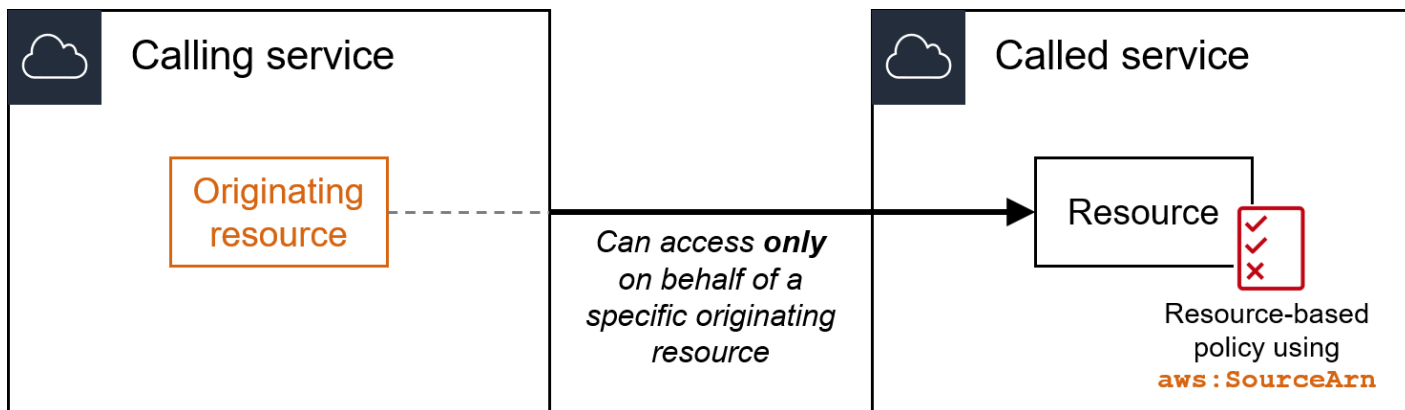 Calling service
Called service
Originating
resource
Can access only
on behalf of a
specific originating
resource
Resource
Resource-based
policy using
aws:SourceArn